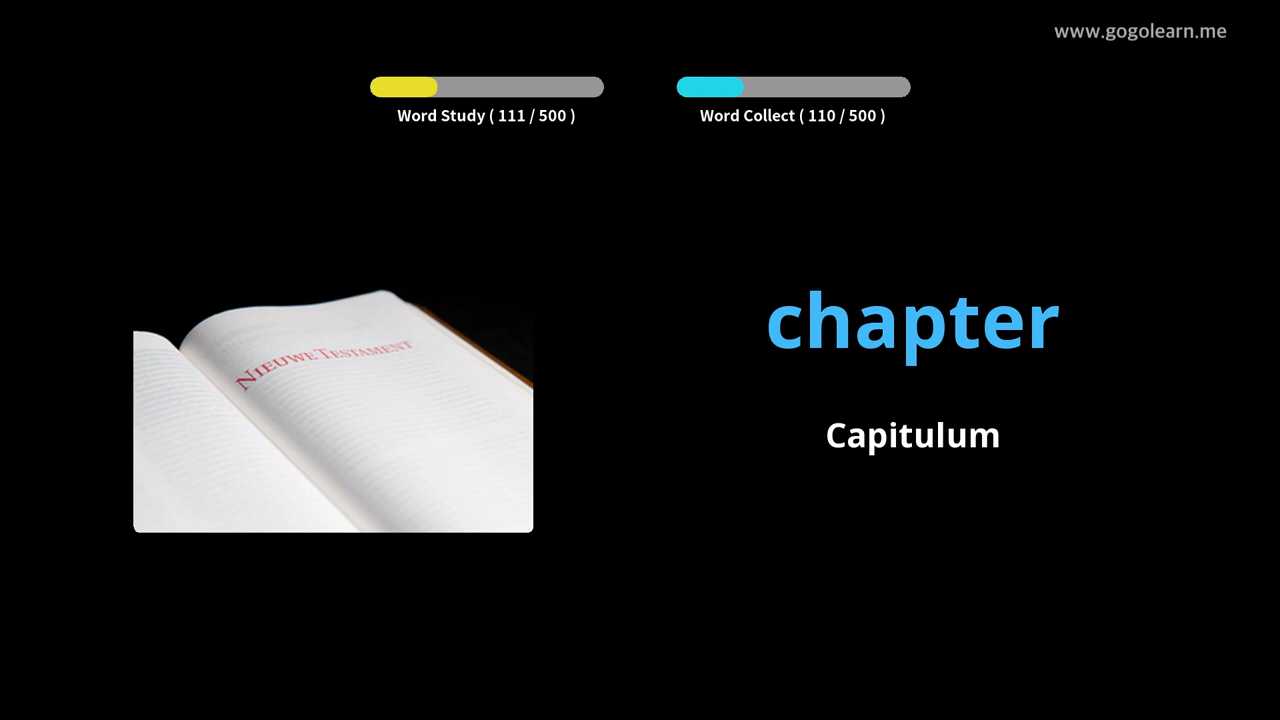 www.gogolearn.me
Word Study ( 111 / 500 )
Word Collect ( 110 / 500 )
NIEUWE TESTAMENT
chapter
Capitulum